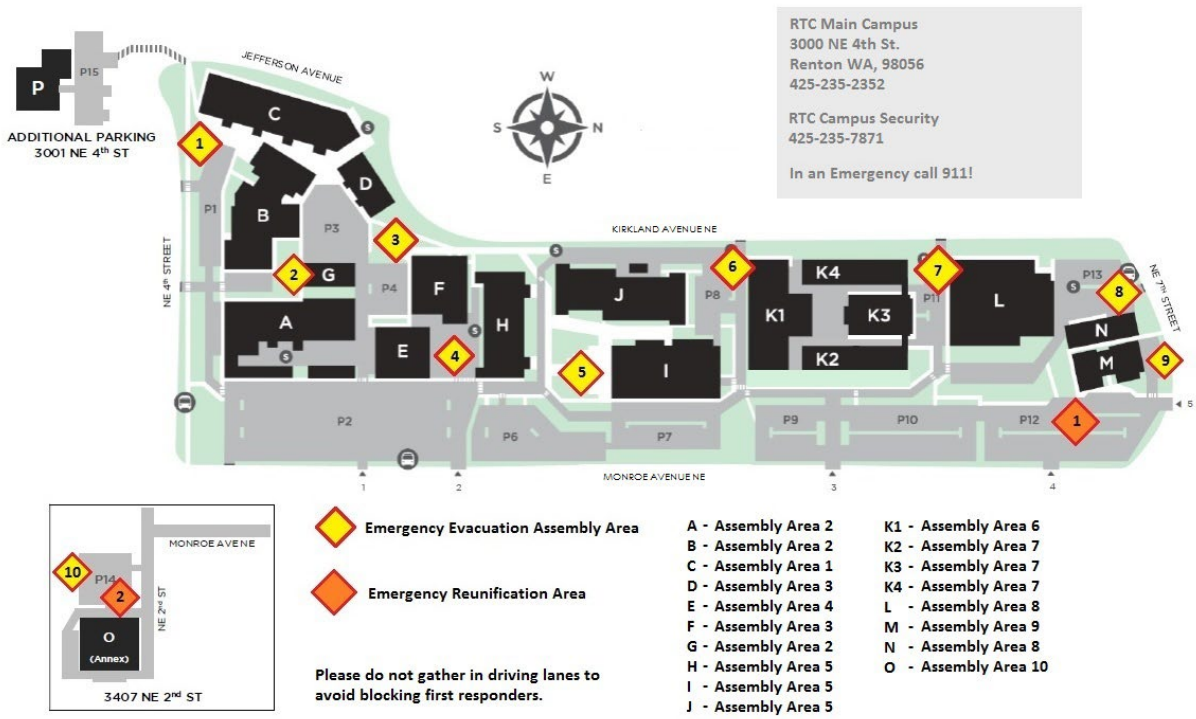 RTC Main Campus
3000 NE 4th St.
Renton WA, 98056
425-235-2352
RTC Campus Security
425-235-7871
In an Emergency call 911!
P
P15
ADDITIONAL PARKING
3001 NE 4th ST
JEFFERSON AVENUE
W
S
N
E
C
S
1
D
B
P1
P3
3
KIRKLAND AVENUE NE
NE 4th STREET
2
G
P4
F
S
S
6
K4
S
7
P13
8
NE 7th STREET
S
A
S
E
S
4
H
J
P8
K1
K3
P11
L
N
5
I
K2
M
9
P2
P6
P7
P9
P10
P12
1
5
MONROE AVENUE NE
1
2
3
4
MONROE AVE NE
10
P14
2
NE 2nd ST
O
(Annex)
3407 NE 2nd ST
Emergency Evacuation Assembly Area
Emergency Reunification Area
Please do not gather in driving lanes to
avoid blocking first responders.
A - Assembly Area 2
B - Assembly Area 2
C - Assembly Area 1
D - Assembly Area 3
E - Assembly Area 4
F - Assembly Area 3
G - Assembly Area 2
H - Assembly Area 5
I - Assembly Area 5
J - Assembly Area 5
K1 - Assembly Area 6
K2 - Assembly Area 7
K3 - Assembly Area 7
K4 - Assembly Area 7
L - Assembly Area 8
M - Assembly Area 9
N - Assembly Area 8
O - Assembly Area 10